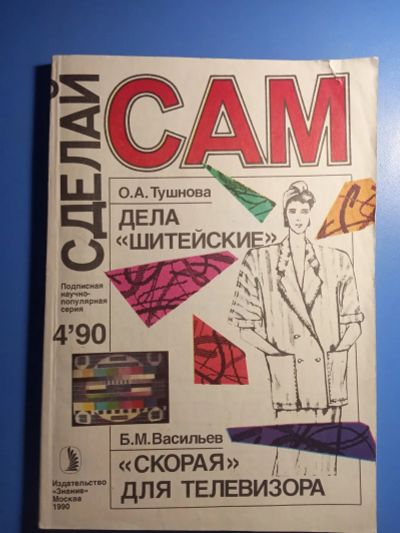 СДЕЛАЙ
САМ
О.А.Тушнова
ДЕЛА
«ШИТЕЙСКИЕ»
Подписная
научно-
популярная
серия
4'90
Б.М.Васильев
«СКОРАЯ»
ДЛЯ ТЕЛЕВИЗОРА
Издательство
«Знание»
Москва
1990